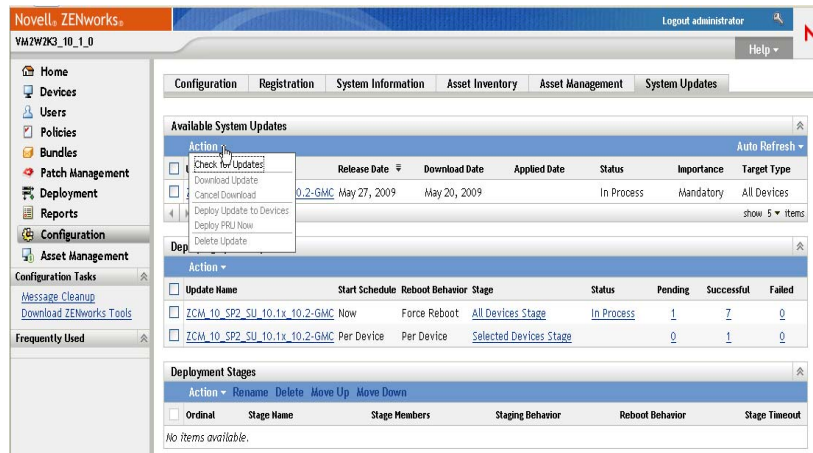 Novell® ZENworks®
Logout administrator
VM2W2K3_10_1_0
Help
Home
Devices
Users
Policies
Bundles
Patch Management
Deployment
Reports
Configuration
Asset Management
Configuration Tasks
Message Cleanup
Download ZENworks Tools
Frequently Used
Configuration Registration System Information Asset Inventory Asset Management System Updates
Available System Updates
Action Auto Refresh
Check for Updates
Download Update
Cancel Download
Deploy Update to Devices
Deploy PRU Now
Delete Update
Release Date Download Date Applied Date Status Importance Target Type
0.2-GMC May 27, 2009 May 20, 2009 In Process Mandatory All Devices
show 5 items
Action
Update Name Start Schedule Reboot Behavior Stage Status Pending Successful Failed
ZCM_10_SP2_SU_10.1x_10.2-GMC Now Force Reboot All Devices Stage In Process 1 7 0
ZCM_10_SP2_SU_10.1x_10.2-GMC Per Device Per Device Selected Devices Stage 0 1 0
Deployment Stages
Action Rename Delete Move Up Move Down
Ordinal Stage Name Stage Members Staging Behavior Reboot Behavior Stage Timeout
No items available.